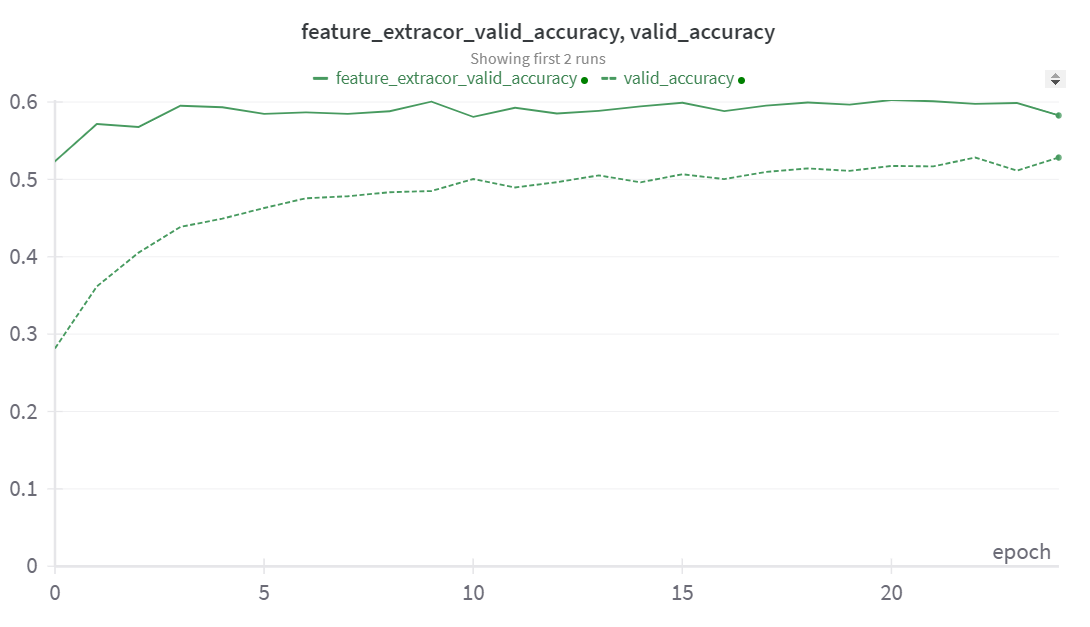 feature_extracor_valid_accuracy, valid_accuracy
Showing first 2 runs
feature_extracor_valid_accuracy valid_accuracy
0.6
0.5
0.4
0.3
0.2
0.1
0
epoch
0 5 10 15 20